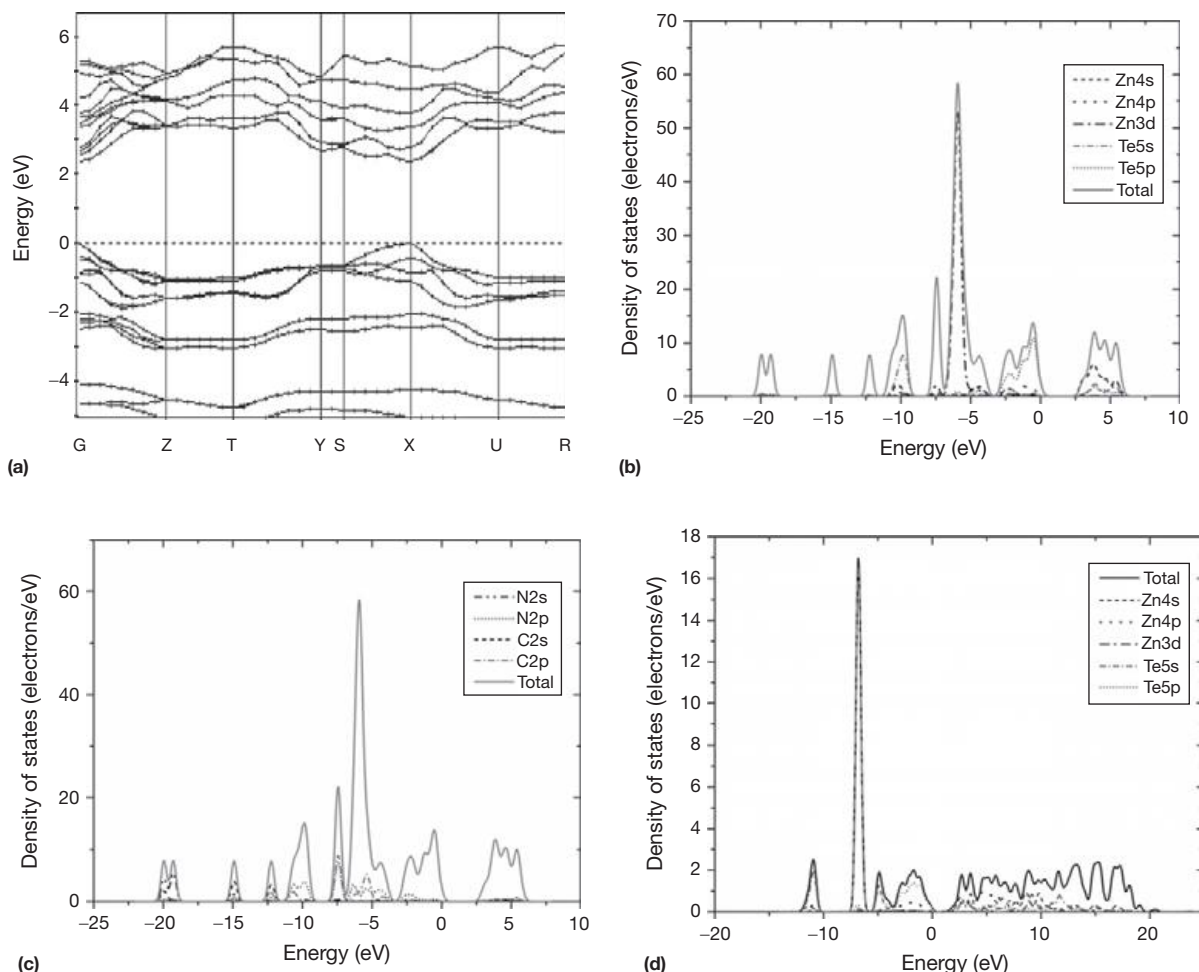 Energy (eV)
6
4
2
0
−2
−4
G Z T Y S X U R
(a)
Density of states (electrons/eV)
70
60
50
40
30
20
10
0
−25 −20 −15 −10 −5 0 5 10
Energy (eV)
Zn4s
Zn4p
Zn3d
Te5s
Te5p
Total
(b)
Density of states (electrons/eV)
60
40
20
0
−25 −20 −15 −10 −5 0 5 10
Energy (eV)
N2s
N2p
C2s
C2p
Total
(c)
Density of states (electrons/eV)
18
16
14
12
10
8
6
4
2
0
−20 −10 0 10 20
Energy (eV)
Total
Zn4s
Zn4p
Zn3d
Te5s
Te5p
(d)